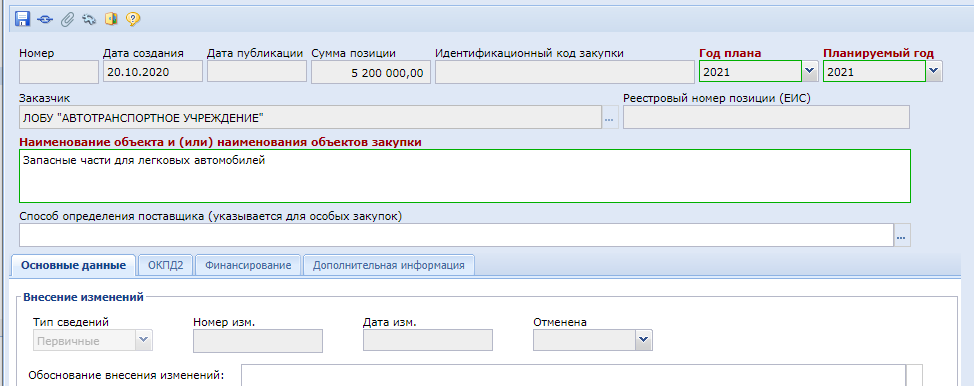 Номер Дата создания Дата публикации Сумма позиции Идентификационный код закупки Год плана Планируемый год
20.10.2020 5 200 000,00 2021 2021
Заказчик Реестровый номер позиции (ЕИС)
ЛОБУ "АВТОТРАНСПОРТНОЕ УЧРЕЖДЕНИЕ" ...
Наименование объекта и (или) наименования объектов закупки
Запасные части для легковых автомобилей
Способ определения поставщика (указывается для особых закупок)
...
Основные данные ОКПД2 Финансирование Дополнительная информация
Внесение изменений
Тип сведений Номер изм. Дата изм. Отменена
Первичные
Обоснование внесения изменений: